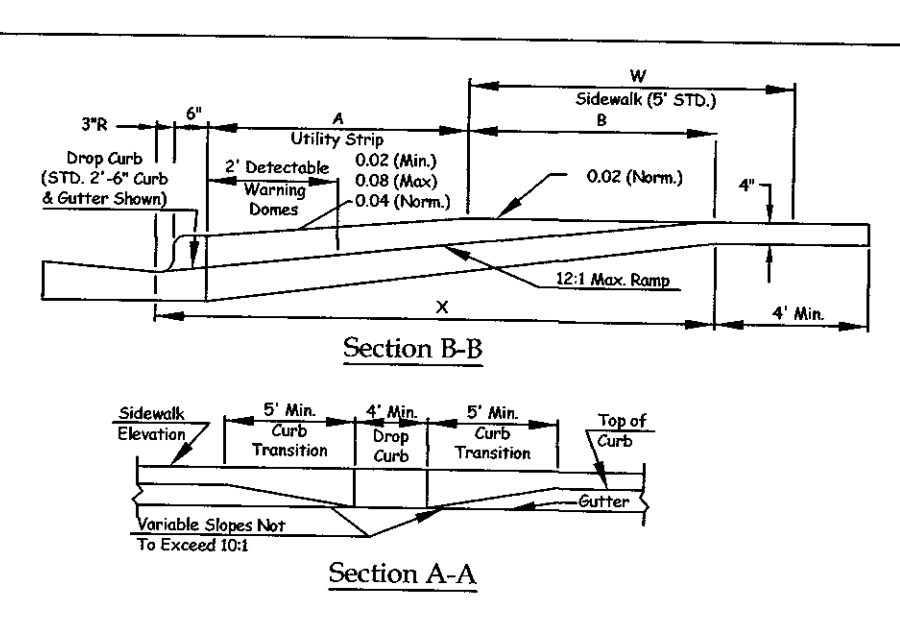 W
Sidewalk (5' STD.)
3"R
6"
A
B
Utility Strip
Drop Curb
(STD. 2'-6" Curb
& Gutter Shown)
2' Detectable
Warning
Domes
0.02 (Min.)
0.08 (Max)
0.04 (Norm.)
0.02 (Norm.)
4"
12:1 Max. Ramp
X
4' Min.
Section B-B
Sidewalk
Elevation
5' Min.
Curb
Transition
4' Min.
Drop
Curb
5' Min.
Curb
Transition
Top of
Curb
Gutter
Variable Slopes Not
To Exceed 10:1
Section A-A